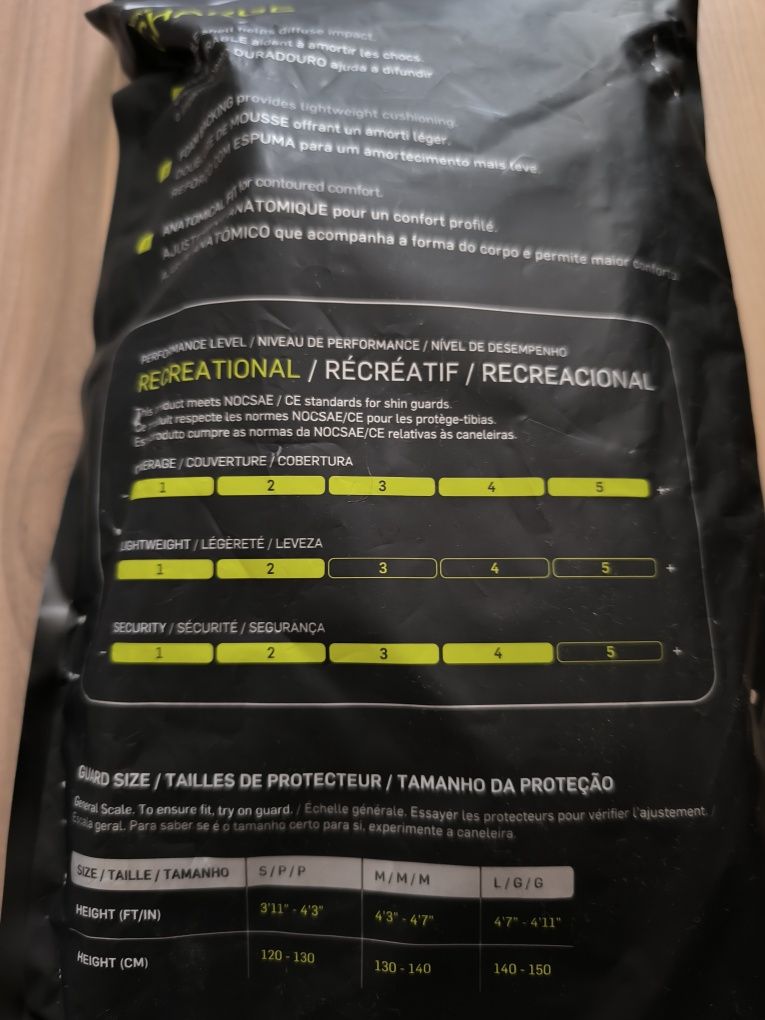 helps diffuse impact.
aident à amortir les chocs.
DURADOURO ajuda a difundir
provides lightweight cushioning.
DE MOUSSE offrant un amorti léger.
COM ESPUMA para um amortecimento mais leve.
ANATOMICAL FIT for contoured comfort.
ANATOMIQUE pour un confort profilé.
que acompanha a forma do corpo e permite maior conforto
PERFORMANCE LEVEL / NIVEAU DE PERFORMANCE / NÍVEL DE DESEMPENHO
RECREATIONAL / RÉCRÉATIF / RECREACIONAL
meets NOCSAE / CE standards for shin guards.
respecte les normes NOCSAE/CE pour les protège-tibias.
cumpre as normas da NOCSAE/CE relativas às caneleiras.
/ COUVERTURE / COBERTURA
- 1 2 3 4 5 +
LIGHTWEIGHT / LÉGÈRETÉ / LEVEZA
1 2 3 4 5 +
SECURITY / SÉCURITÉ / SEGURANÇA
- 1 2 3 4 5 +
GUARD SIZE / TAILLES DE PROTECTEUR / TAMANHO DA PROTEÇÃO
General Scale. To ensure fit, try on guard. / Échelle générale. Essayer les protecteurs pour vérifier l'ajustement. /
Escala geral. Para saber se é o tamanho certo para si, experimente a caneleira.
SIZE / TAILLE / TAMANHO S / P / P M / M / M L / G / G
HEIGHT (FT/IN) 3'11" - 4'3" 4'3" - 4'7" 4'7" - 4'11"
HEIGHT (CM) 120 - 130 130 - 140 140 - 150